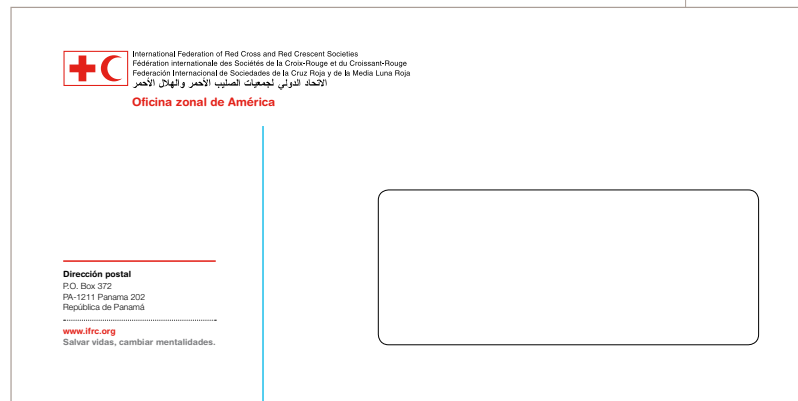 International Federation of Red Cross and Red Crescent Societies
Fédération internationale des Sociétés de la Croix-Rouge et du Croissant-Rouge
Federación Internacional de Sociedades de la Cruz Roja y de la Media Luna Roja
الاتحاد الدولي لجمعيات الصليب الأحمر والهلال الأحمر
Oficina zonal de América
Dirección postal
P.O. Box 372
PA-1211 Panama 202
República de Panamá
www.ifrc.org
Salvar vidas, cambiar mentalidades.